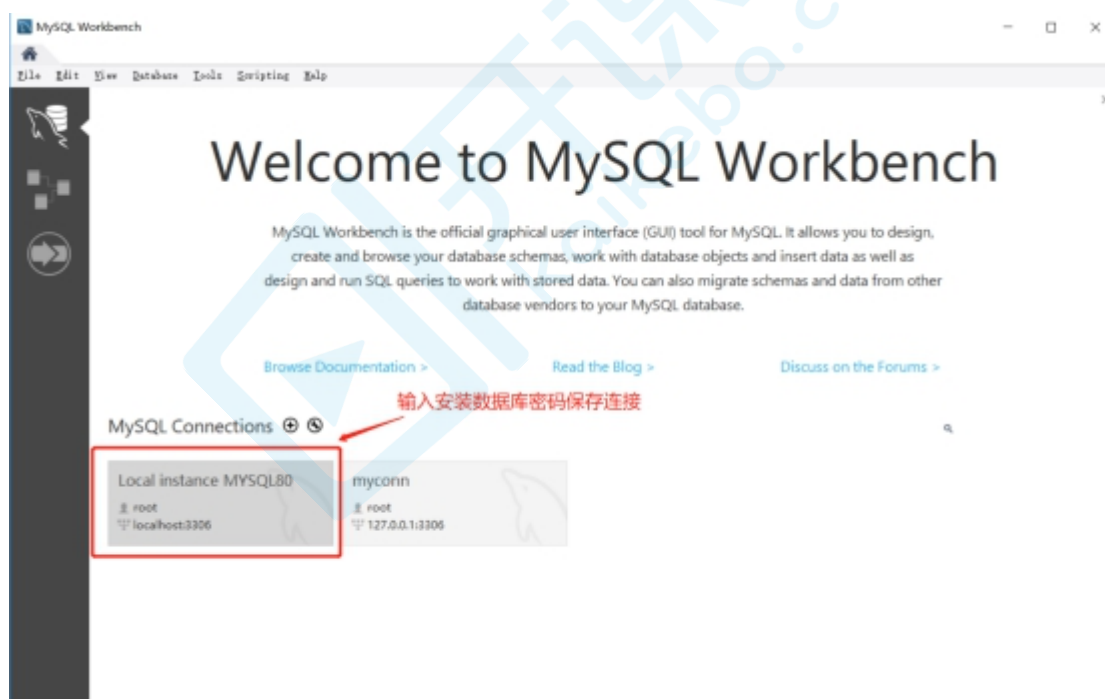 MySQL Workbench
File Edit View Database Tools Scripting Help
Welcome to MySQL Workbench
MySQL Workbench is the official graphical user interface (GUI) tool for MySQL. It allows you to design,
create and browse your database schemas, work with database objects and insert data as well as
design and run SQL queries to work with stored data. You can also migrate schemas and data from other
database vendors to your MySQL database.
Browse Documentation > Read the Blog > Discuss on the Forums >
输入安装数据库密码保存连接
MySQL Connections
Local instance MYSQL80
root
localhost:3306
myconn
root
127.0.0.1:3306
开课
kaikeba.